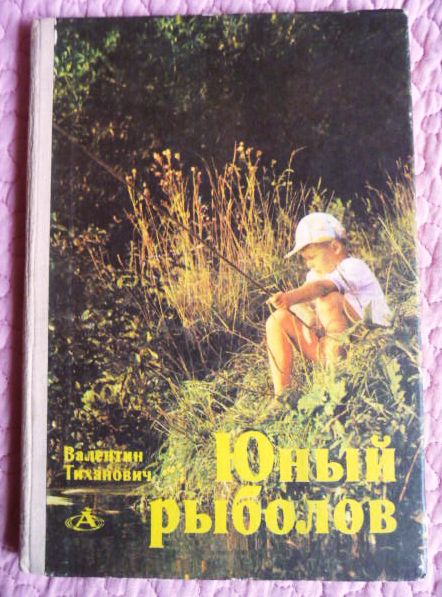 Валентин
Тиханович
Юный
рыболов